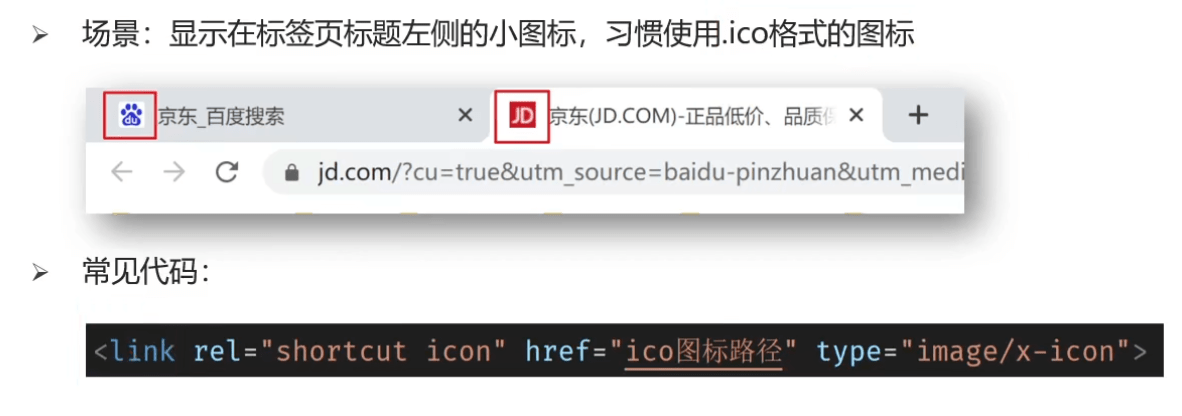 场景：显示在标签页标题左侧的小图标，习惯使用.ico格式的图标
du 京东_百度搜索 × JD 京东(JD.COM)-正品低价、品质 × +
jd.com/?cu=true&utm_source=baidu-pinzhuan&utm_medi
常见代码：
<link rel="shortcut icon" href="ico图标路径" type="image/x-icon">